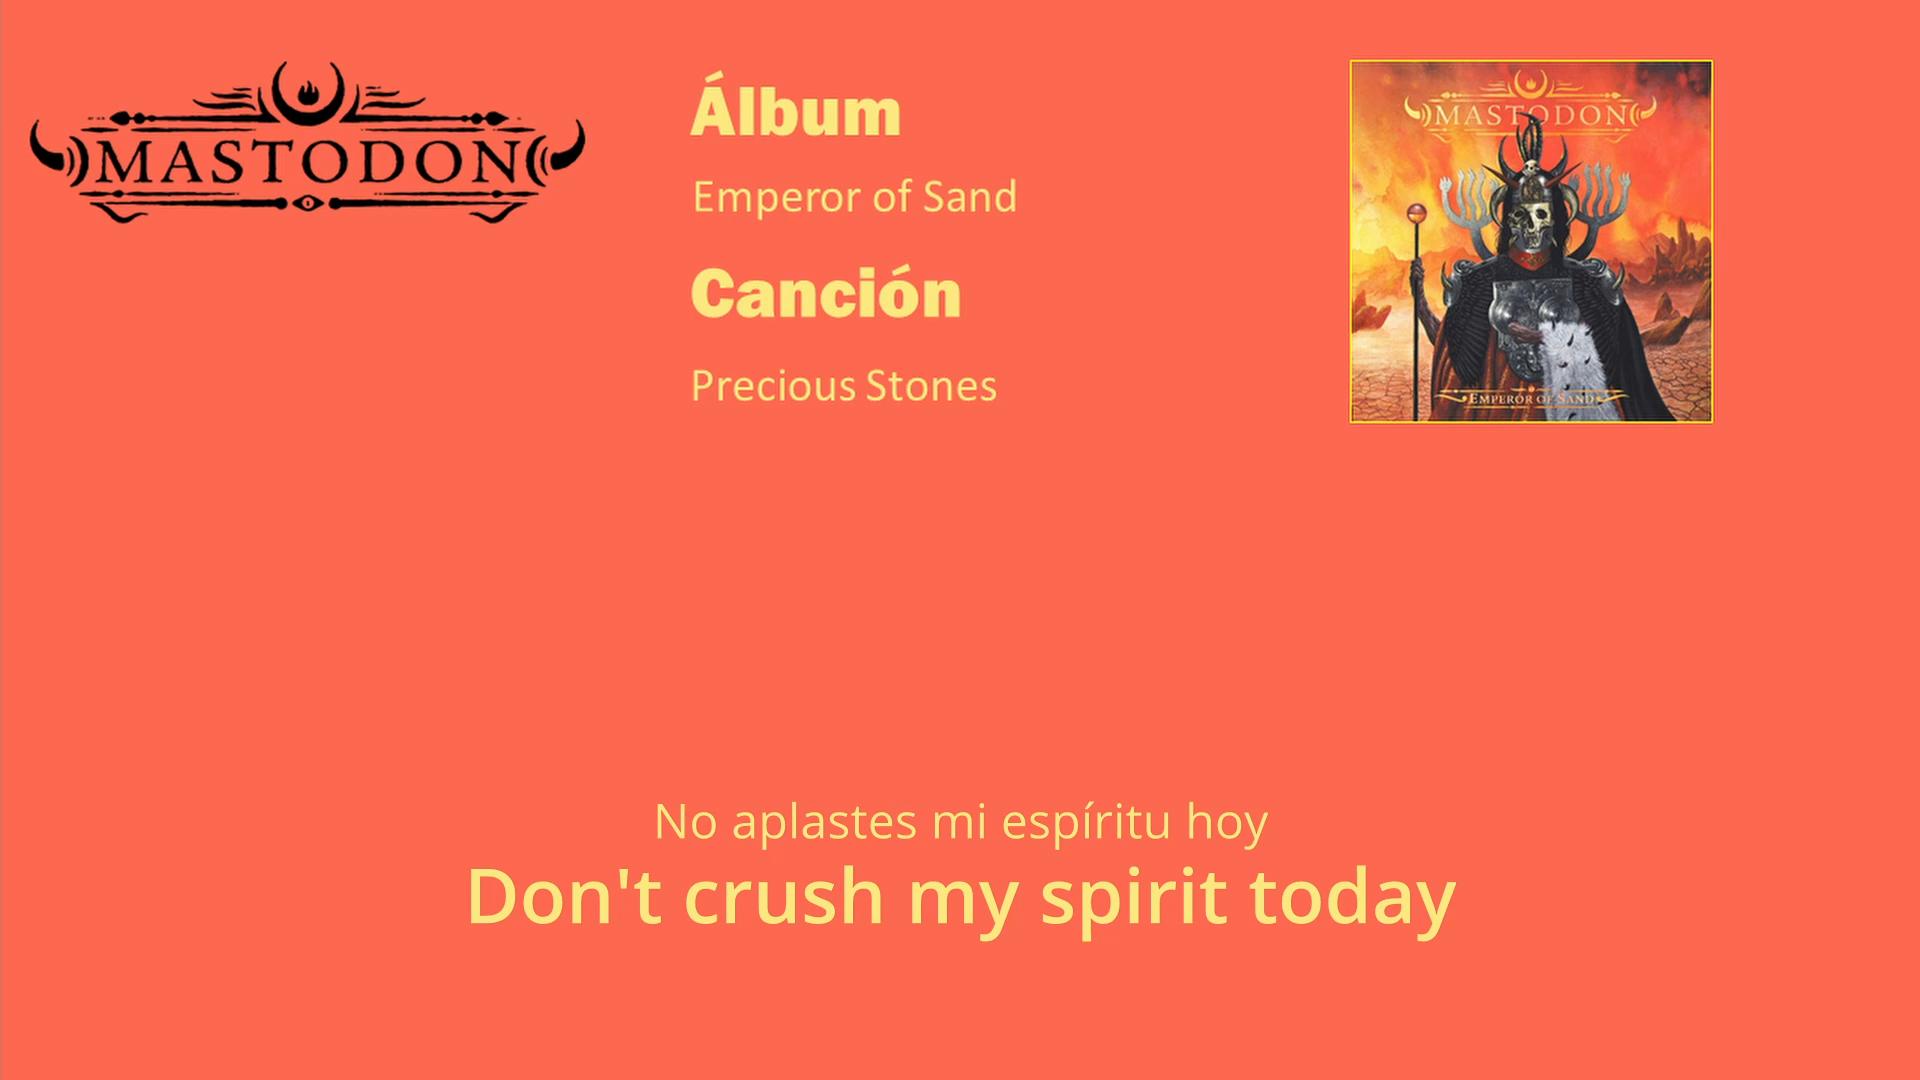 MASTODON
Álbum
Emperor of Sand
Canción
Precious Stones
MASTODON
EMPEROR OF SAND
No aplastes mi espíritu hoy
Don't crush my spirit today